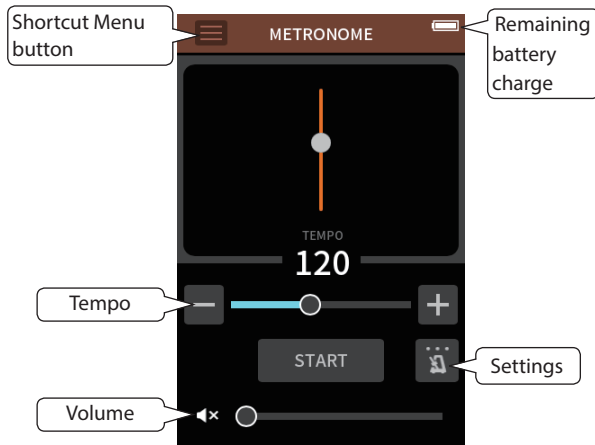 Shortcut Menu
button
METRONOME
Remaining
battery
charge
TEMPO
120
Tempo
START
Settings
Volume